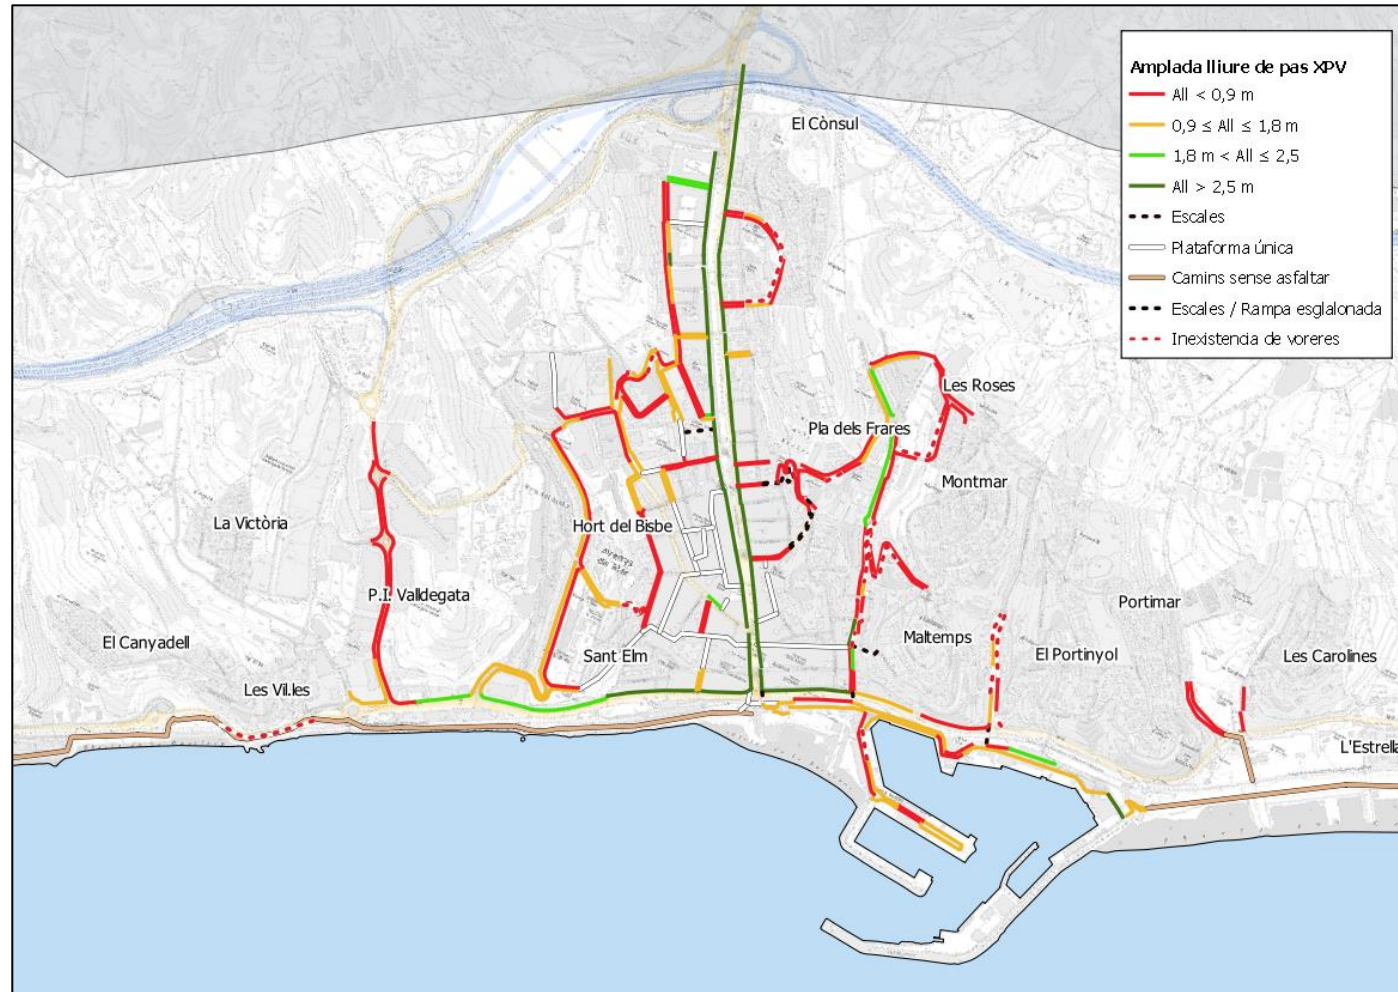 Amplada lliure de pas XPV
All < 0,9 m
0,9 ≤ All ≤ 1,8 m
1,8 m < All ≤ 2,5
All > 2,5 m
Escales
Plataforma única
Camins sense asfaltar
Escales / Rampa esglalonada
Inexistencia de voreres
El Cònsul
Les Roses
Pla dels Frares
Montmar
La Victòria
Hort del Bisbe
P.I. Valldegata
Portimar
El Canyadell
Maltemps
Sant Elm
El Portinyol
Les Carolines
Les Vil.les
L'Estrella